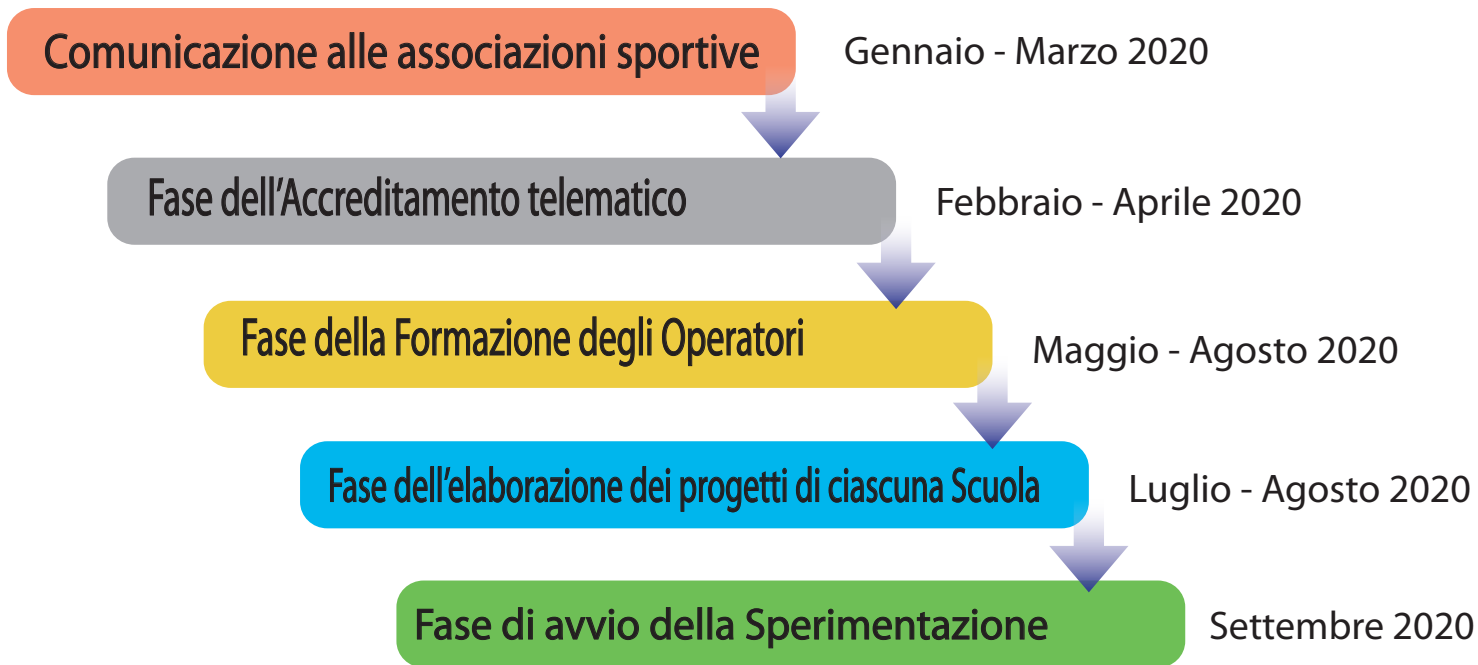 Comunicazione alle associazioni sportive
Gennaio - Marzo 2020
Fase dell'Accreditamento telematico
Febbraio - Aprile 2020
Fase della Formazione degli Operatori
Maggio - Agosto 2020
Fase dell'elaborazione dei progetti di ciascuna Scuola
Luglio - Agosto 2020
Fase di avvio della Sperimentazione
Settembre 2020